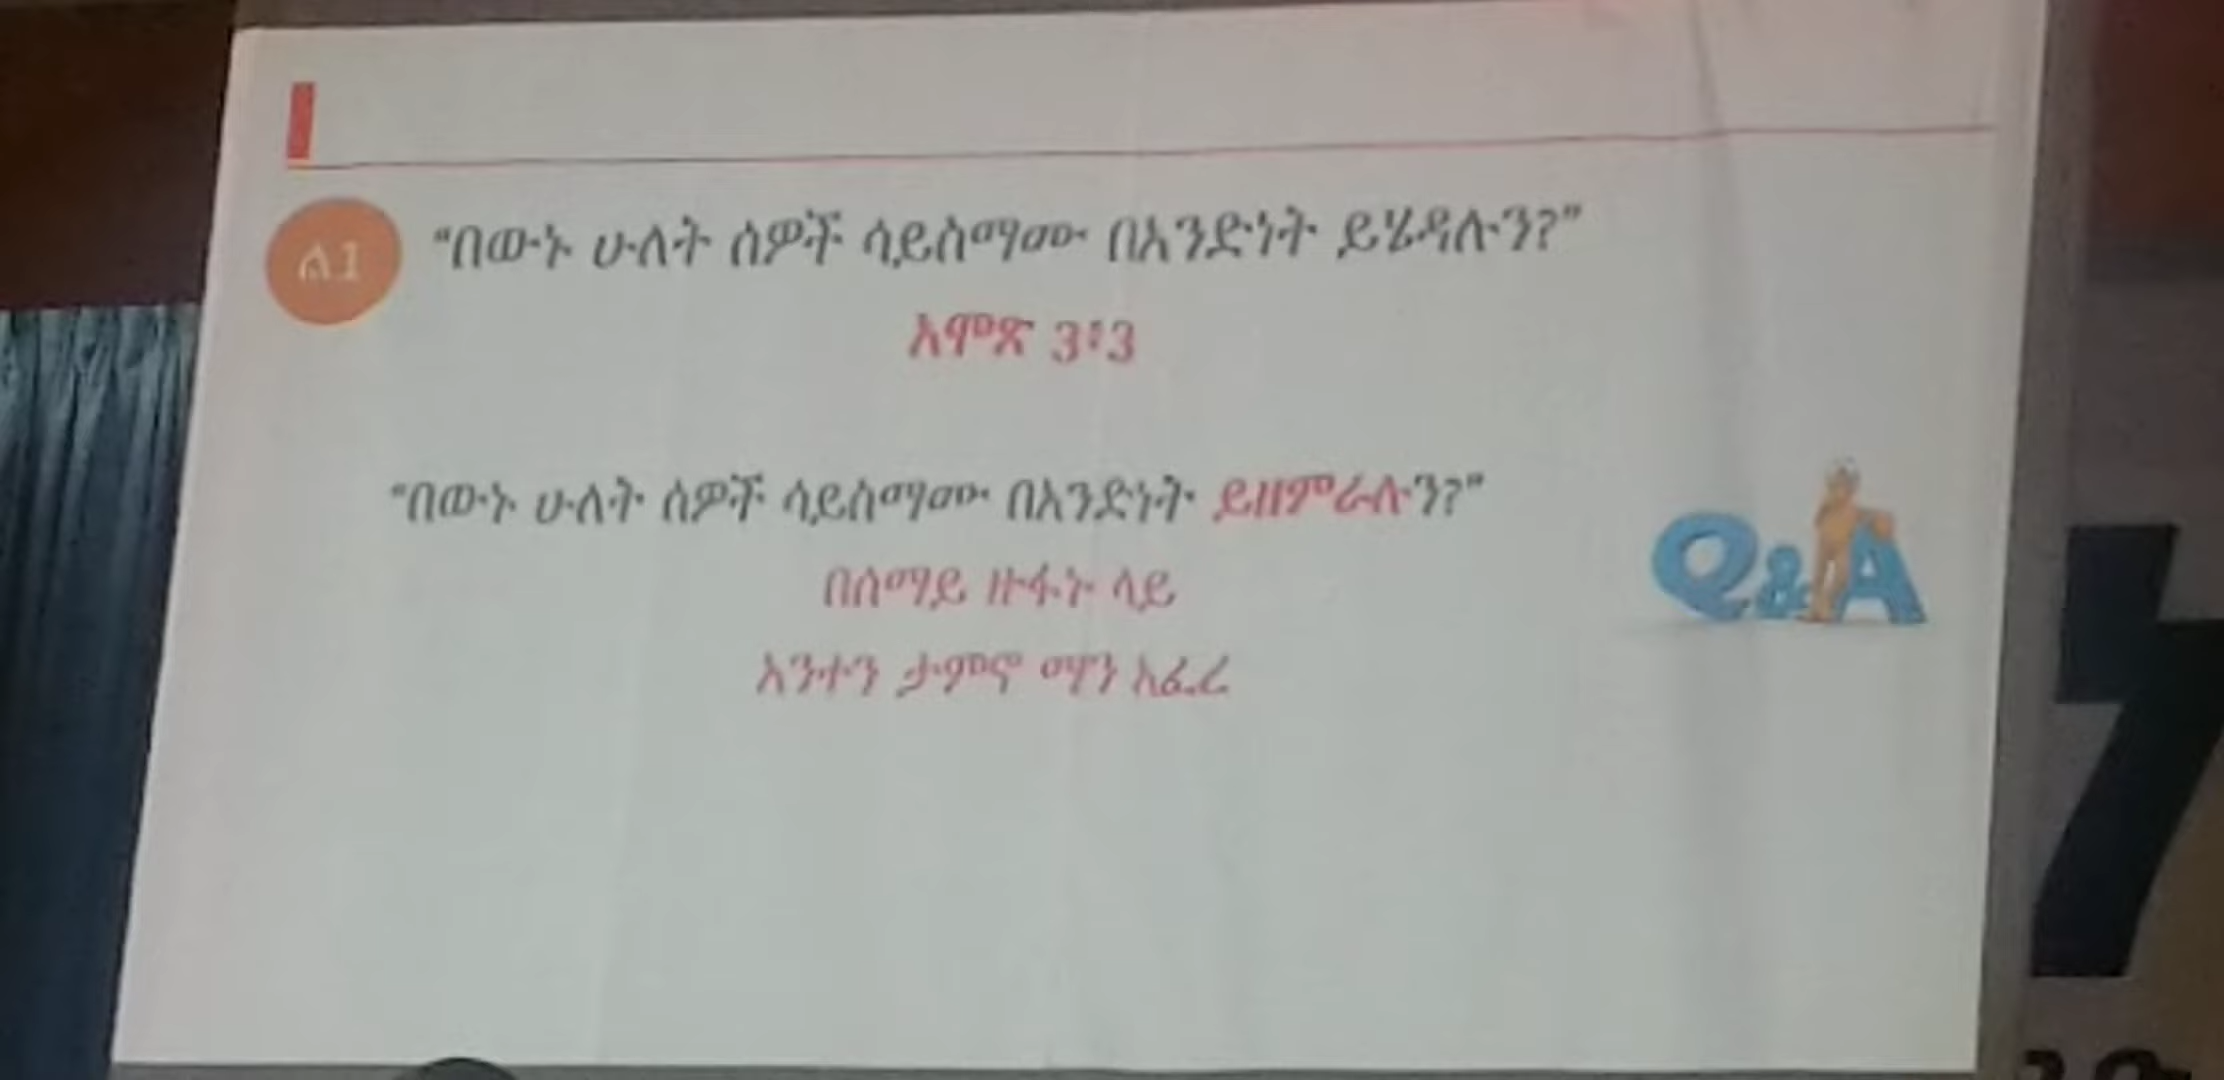 ል1
“በውኑ ሁለት ሰዎች ሳይስማሙ በአንድነት ይሄዳሉን?”
አሞጽ 3፥3
“በውኑ ሁለት ሰዎች ሳይስማሙ በአንድነት ይዘምራሉን?”
በሰማይ ዙፋኑ ላይ
አንተን ታምኖ ማን አፈረ
Q&A